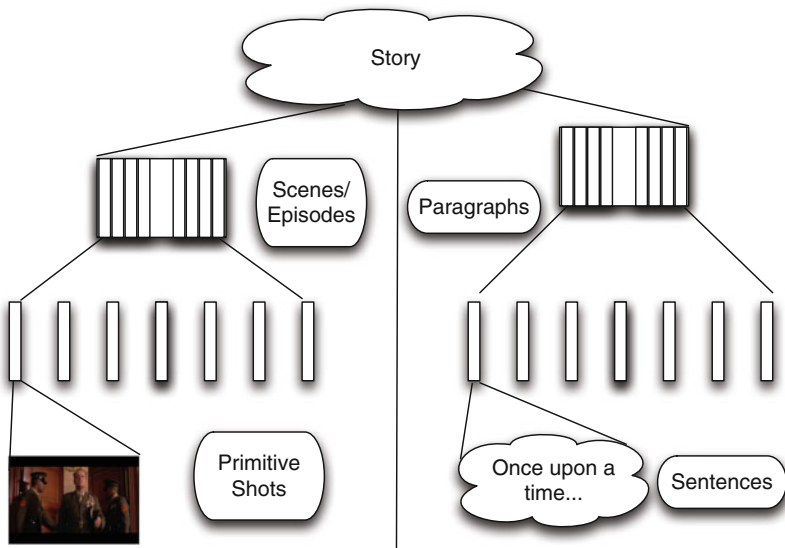 Story
Scenes/
Episodes
Paragraphs
Primitive
Shots
Once upon a
time...
Sentences